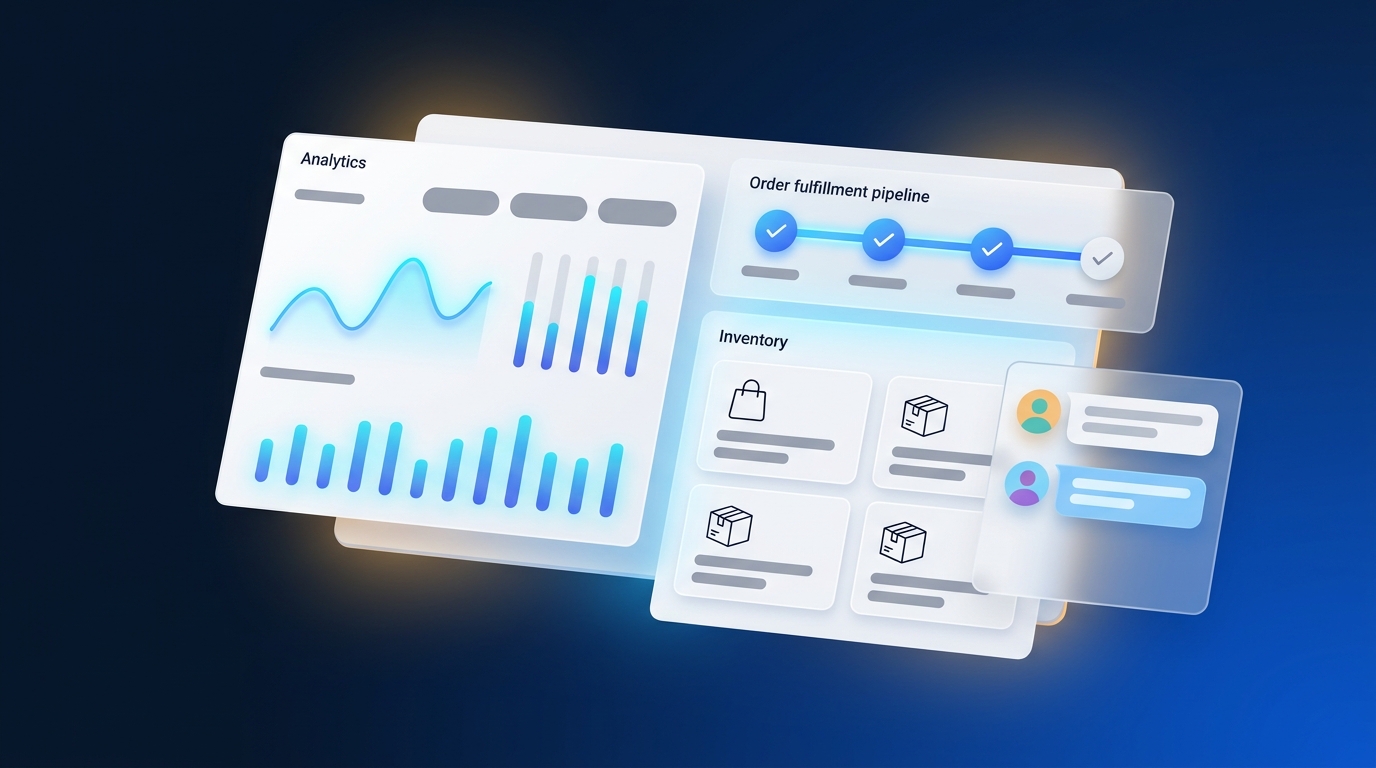 Analytics
Order fulfillment pipeline
Inventory